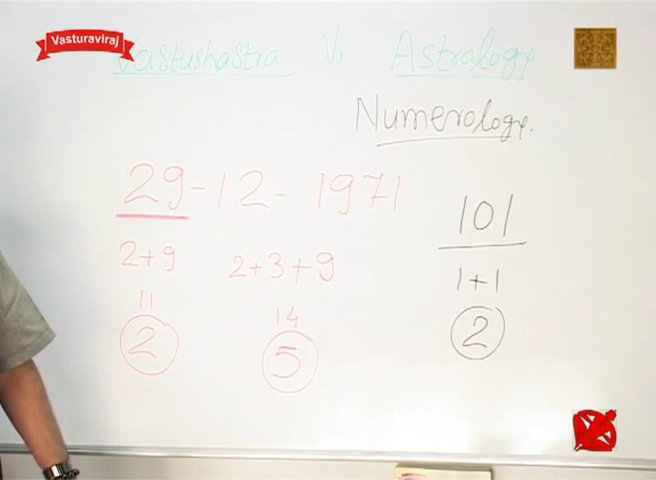 Vasturaviraj
Vastushastra Vs Astrology.
Numerology.
29-12-1971
101
2+9 2+3+9
1+1
11 14
2 5
2